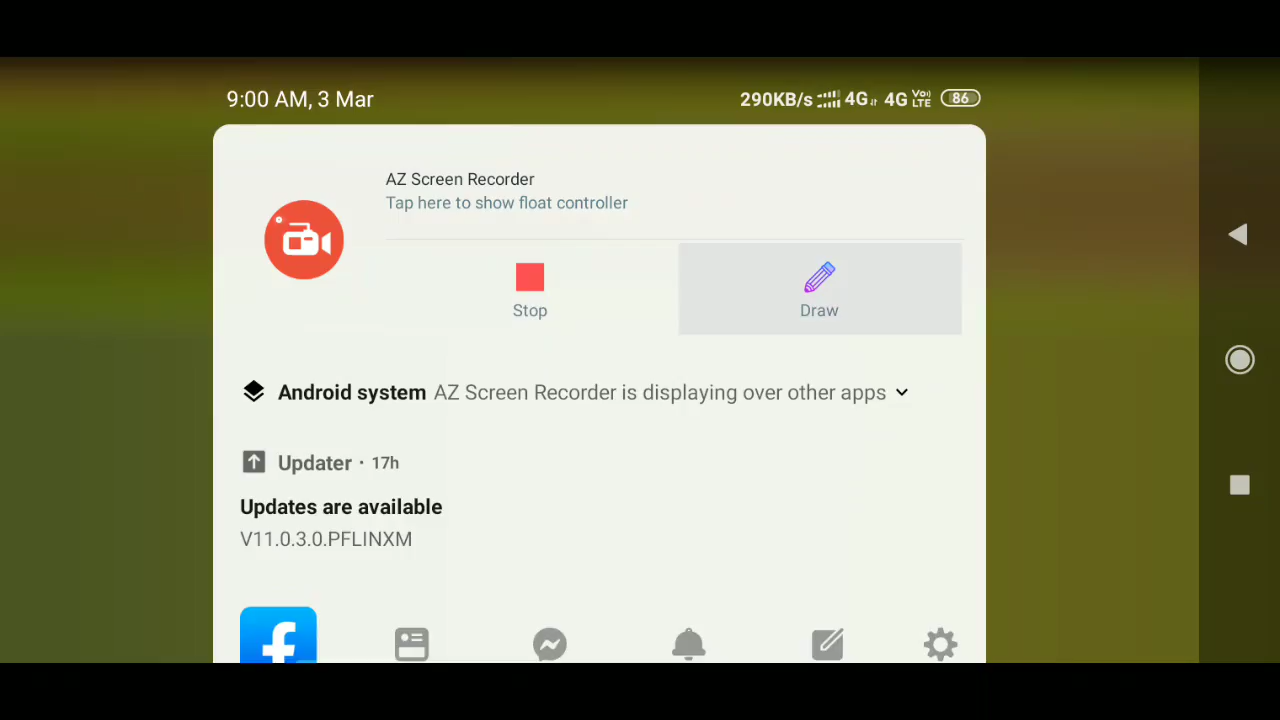 9:00 AM, 3 Mar 290KB/s 4G 4G Vo) LTE 86
AZ Screen Recorder
Tap here to show float controller
Stop Draw
Android system AZ Screen Recorder is displaying over other apps
Updater · 17h
Updates are available
V11.0.3.0.PFLINXM